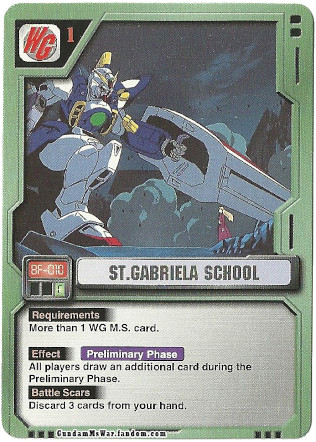 WG 1
BF-010
ST.GABRIELA SCHOOL
C
Requirements
More than 1 WG M.S. card.
Effect Preliminary Phase
All players draw an additional card during the
Preliminary Phase.
Battle Scars
Discard 3 cards from your hand.
GundamMsWar.fandom.com